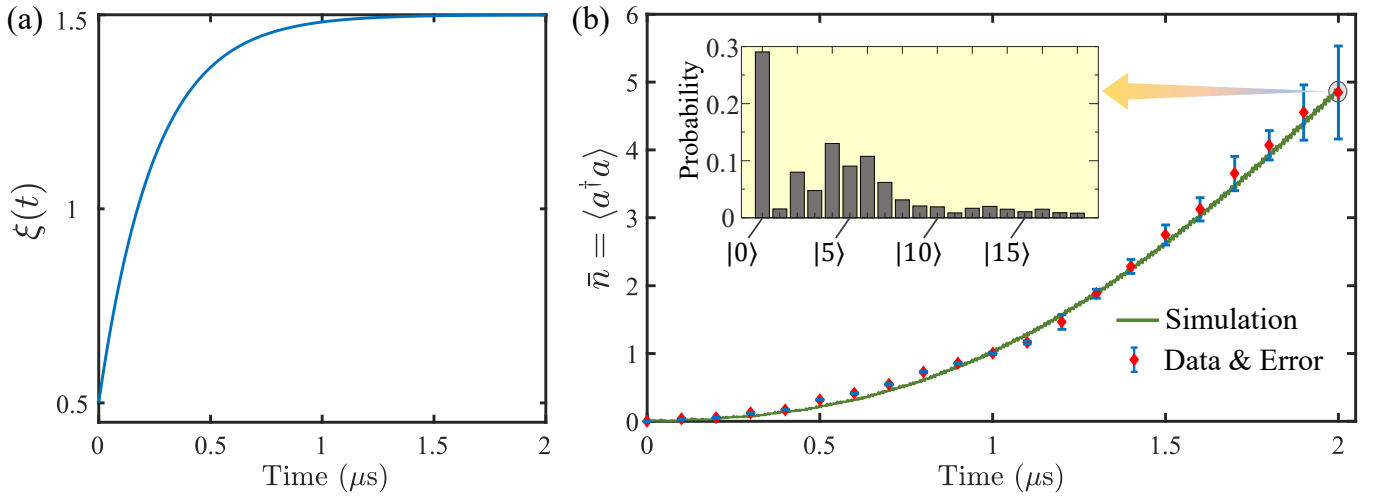 (a)
1.5
1
0.5
ξ(t)
0 0.5 1 1.5 2
Time (μs)
(b)
6
5
4
3
2
1
0
n̄ = ⟨a†a⟩
0 0.5 1 1.5 2
Time (μs)
0.3
0.2
0.1
0
Probability
|0⟩ |5⟩ |10⟩ |15⟩
Simulation
Data & Error